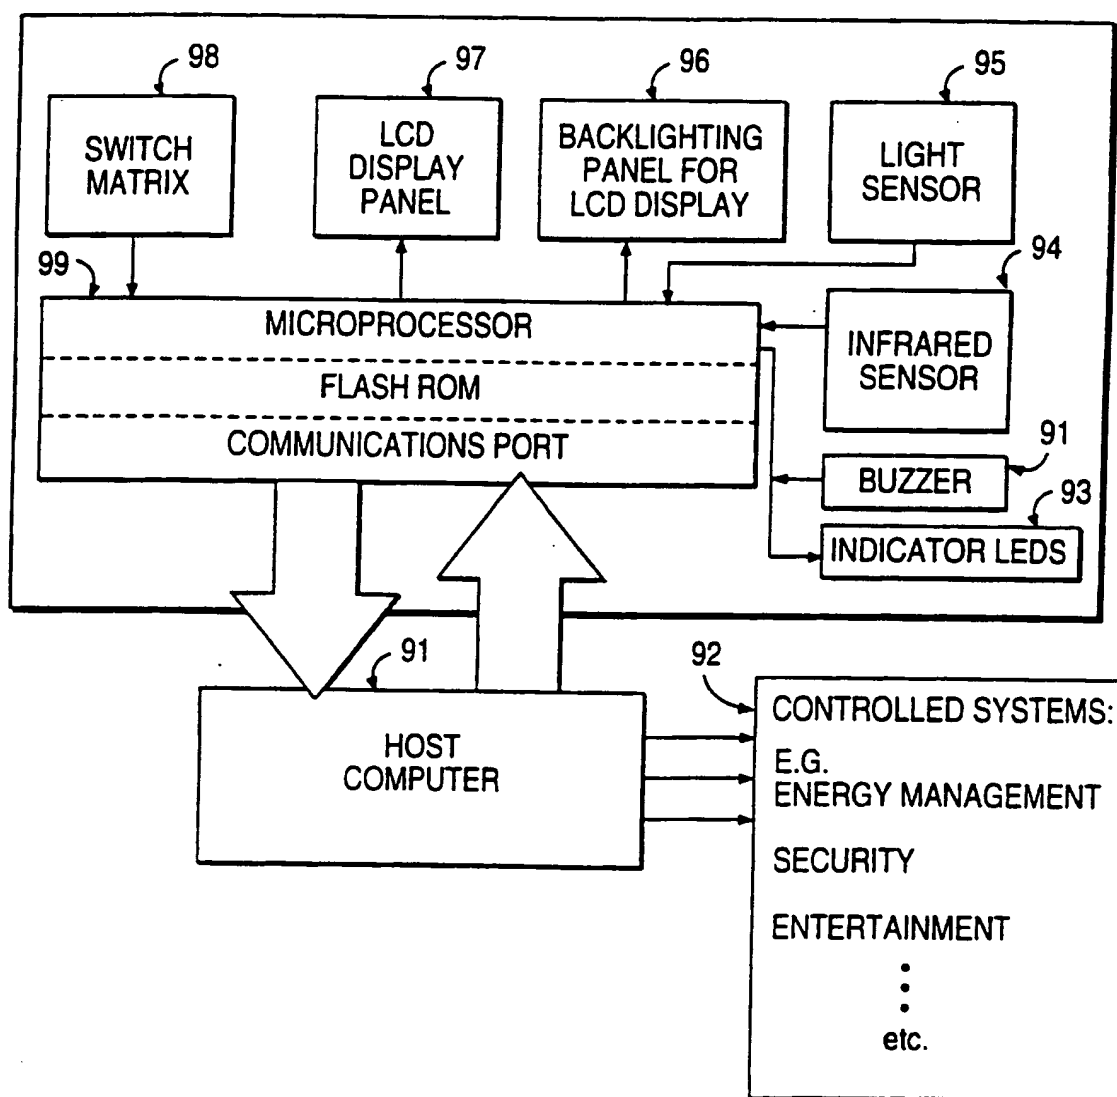 98
97
96
95
SWITCH
MATRIX
LCD
DISPLAY
PANEL
BACKLIGHTING
PANEL FOR
LCD DISPLAY
LIGHT
SENSOR
99
94
MICROPROCESSOR
FLASH ROM
COMMUNICATIONS PORT
INFRARED
SENSOR
91
BUZZER
93
INDICATOR LEDS
91
HOST
COMPUTER
92
CONTROLLED SYSTEMS:
E.G.
ENERGY MANAGEMENT
SECURITY
ENTERTAINMENT
etc.